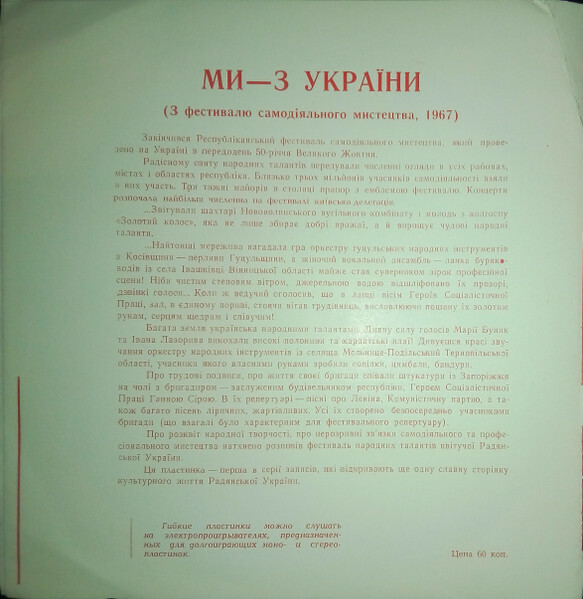 МИ—З УКРАЇНИ
(З фестивалю самодіяльного мистецтва, 1967)
Закінчився Республіканський фестиваль самодіяльного мистецтва, який прове-
дено на Україні в передодень 50-річчя Великого Жовтня.
Радісному святу народних талантів передували численні огляди в усіх районах,
містах і областях республіки. Близько трьох мільйонів учасників самодіяльності взяли
в них участь. Три тяжні майорів в столиці прапор з емблемою фестивалю. Концерти
розпочала найбільш численна на фестивалі київська делегація.
...Звітували шахтарі Нововолинського вугільного комбінату і молодь з колгоспу
«Золотий колос», яка не лише збирає добрі врожаї, а й вирощує чудові народні
таланти.
...Найтонші мережива нагадала гра оркестру гуцульських народних інструментів
з Косівщини — перлини Гуцульщини, а жіночий вокальний ансамбль — ланка буряко-
водів із села Івашківці Вінницької області майже став суперником зірок професійної
сцени! Ніби чистим степовим вітром, джерельною водою відшліфовано їх прозорі,
дзвінкі голоси... Коли ж ведучий оголосив, що в ланці вісім Героїв Соціалістичної
Праці, зал, в єдиному пориві, стоячи вітав трудівниць, висловлюючи пошану їх золотим
рукам, серцям щедрим і співучим!
Багата земля українська народними талантами. Дивну силу голосів Марії Буник
та Івана Лазорива викохали високі полонини та карпатські плаї! Дивуєшся красі зву-
чання оркестру народних інструментів із селища Мельниця-Подільський Тернопільської
області, учасники якого власними руками зробили сопілки, цимбали, бандури.
Про трудові подвиги, про життя своєї бригади співали штукатури із Запоріжжя
на чолі з бригадиром — заслуженим будівельником республіки, Героєм Соціалістичної
Праці Ганною Сірою. В їх репертуарі — пісні про Леніна, Комуністичну партію, а та-
кож багато пісень ліричних, жартівливих. Усі їх створено безпосередньо учасниками
бригади (що взагалі було характерним для фестивального репертуару).
Про розквіт народної творчості, про нерозривні зв'язки самодіяльного та профе-
сіонального мистецтва натхнено розповів фестиваль народних талантів квітучої Радян-
ської України.
Ця пластинка — перша в серії записів, які відкривають ще одну славну сторінку
культурного життя Радянської України.
Гибкие пластинки можно слушать
на электропроигрывателях, предназначен-
ных для долгоиграющих моно- и стерео-
пластинок.
Цена 60 коп.